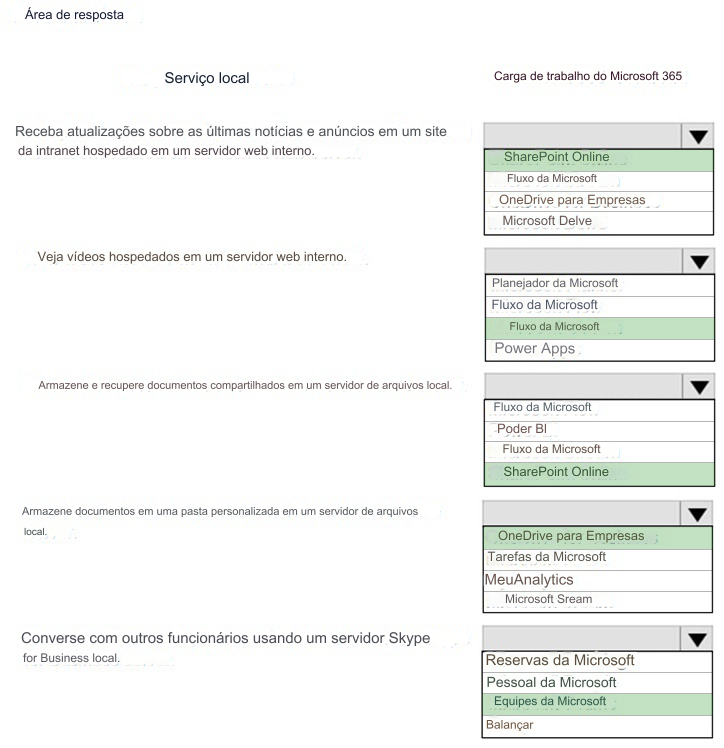 Área de resposta
Serviço local
Carga de trabalho do Microsoft 365
Receba atualizações sobre as últimas notícias e anúncios em um site
da intranet hospedado em um servidor web interno.
SharePoint Online
Fluxo da Microsoft
OneDrive para Empresas
Microsoft Delve
Veja vídeos hospedados em um servidor web interno.
Planejador da Microsoft
Fluxo da Microsoft
Fluxo da Microsoft
Power Apps
Armazene e recupere documentos compartilhados em um servidor de arquivos local.
Fluxo da Microsoft
Poder BI
Fluxo da Microsoft
SharePoint Online
Armazene documentos em uma pasta personalizada em um servidor de arquivos
local.
OneDrive para Empresas
Tarefas da Microsoft
MeuAnalytics
Microsoft Sream
Converse com outros funcionários usando um servidor Skype
for Business local.
Reservas da Microsoft
Pessoal da Microsoft
Equipes da Microsoft
Balançar